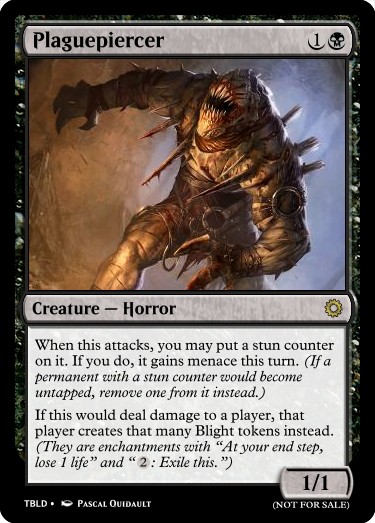 Plaguepiercer 1
Creature — Horror
When this attacks, you may put a stun counter
on it. If you do, it gains menace this turn. (If a
permanent with a stun counter would become
untapped, remove one from it instead.)
If this would deal damage to a player, that
player creates that many Blight tokens instead.
(They are enchantments with “At your end step,
lose 1 life” and “ 2 : Exile this.”)
1/1
TBLD • Pascal Quidault
(NOT FOR SALE)